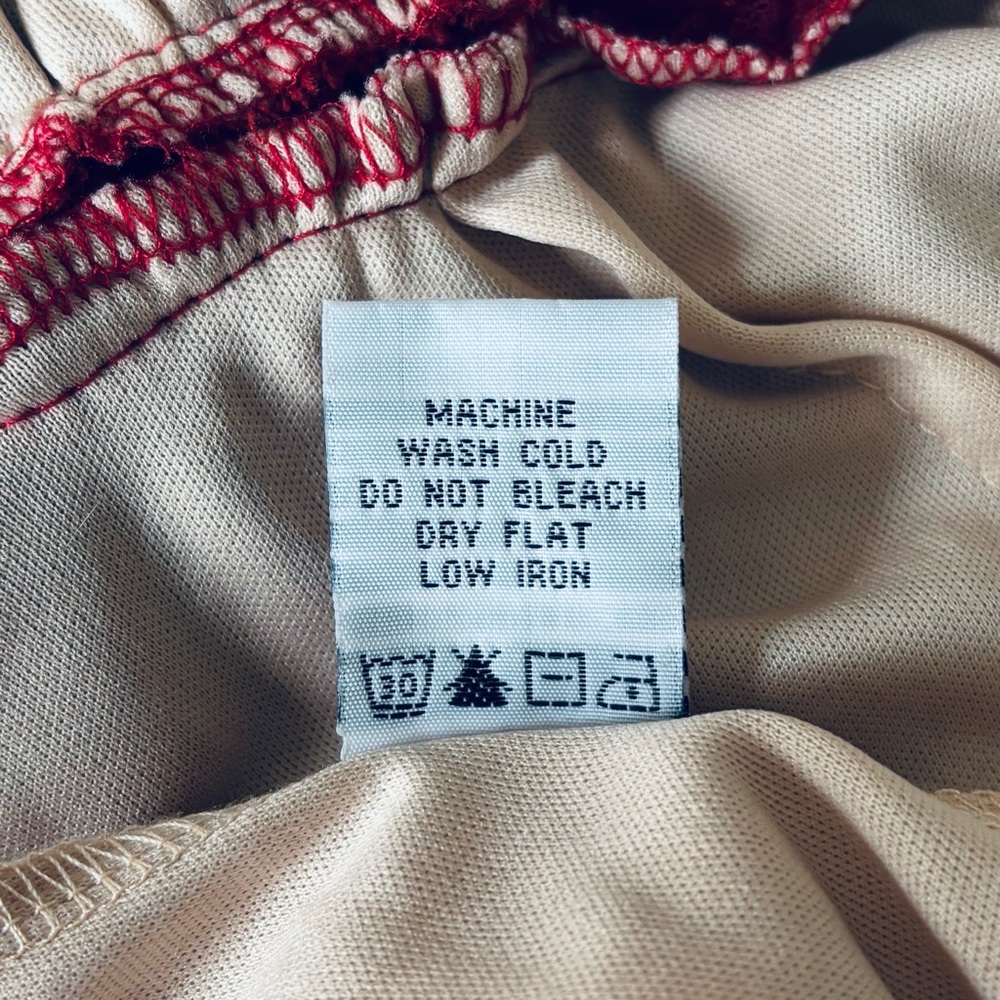 MACHINE
WASH COLD
DO NOT BLEACH
DRY FLAT
LOW IRON
30